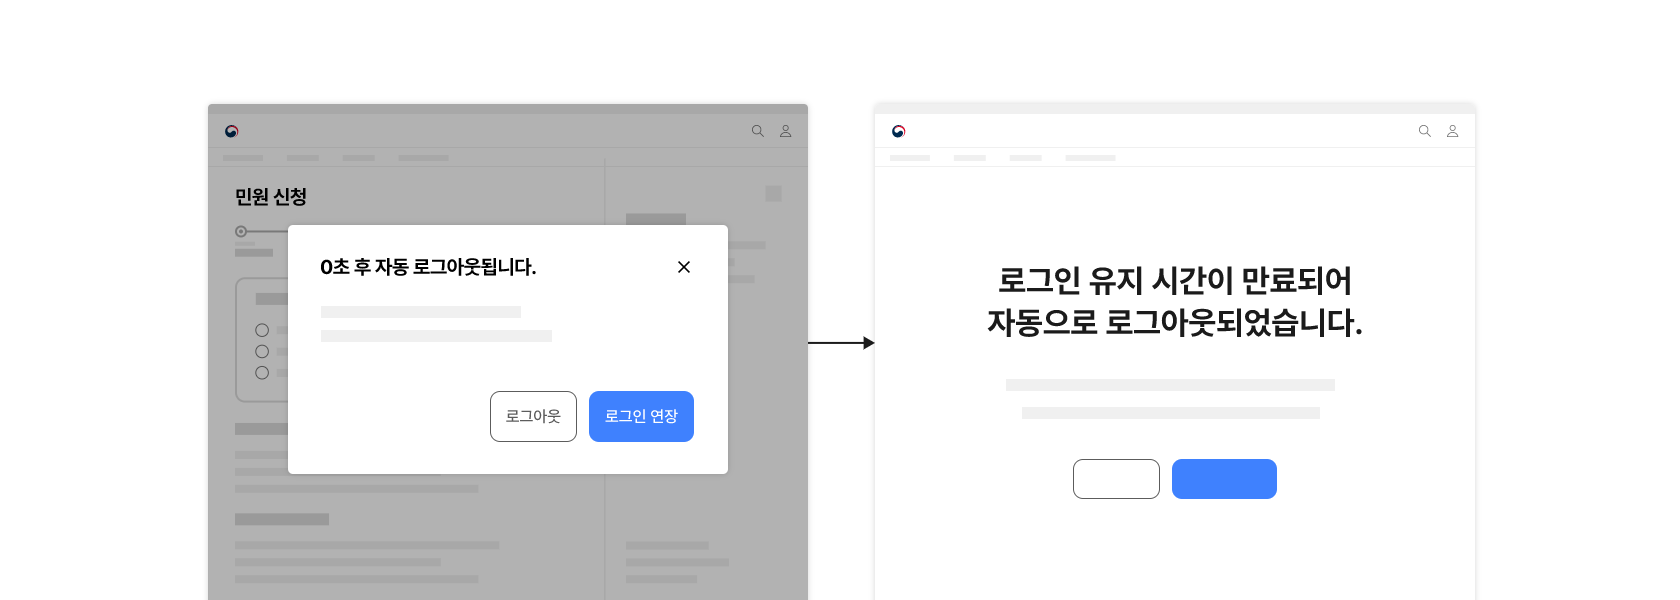 민원 신청
0초 후 자동 로그아웃됩니다.
로그아웃
로그인 연장
로그인 유지 시간이 만료되어
자동으로 로그아웃되었습니다.